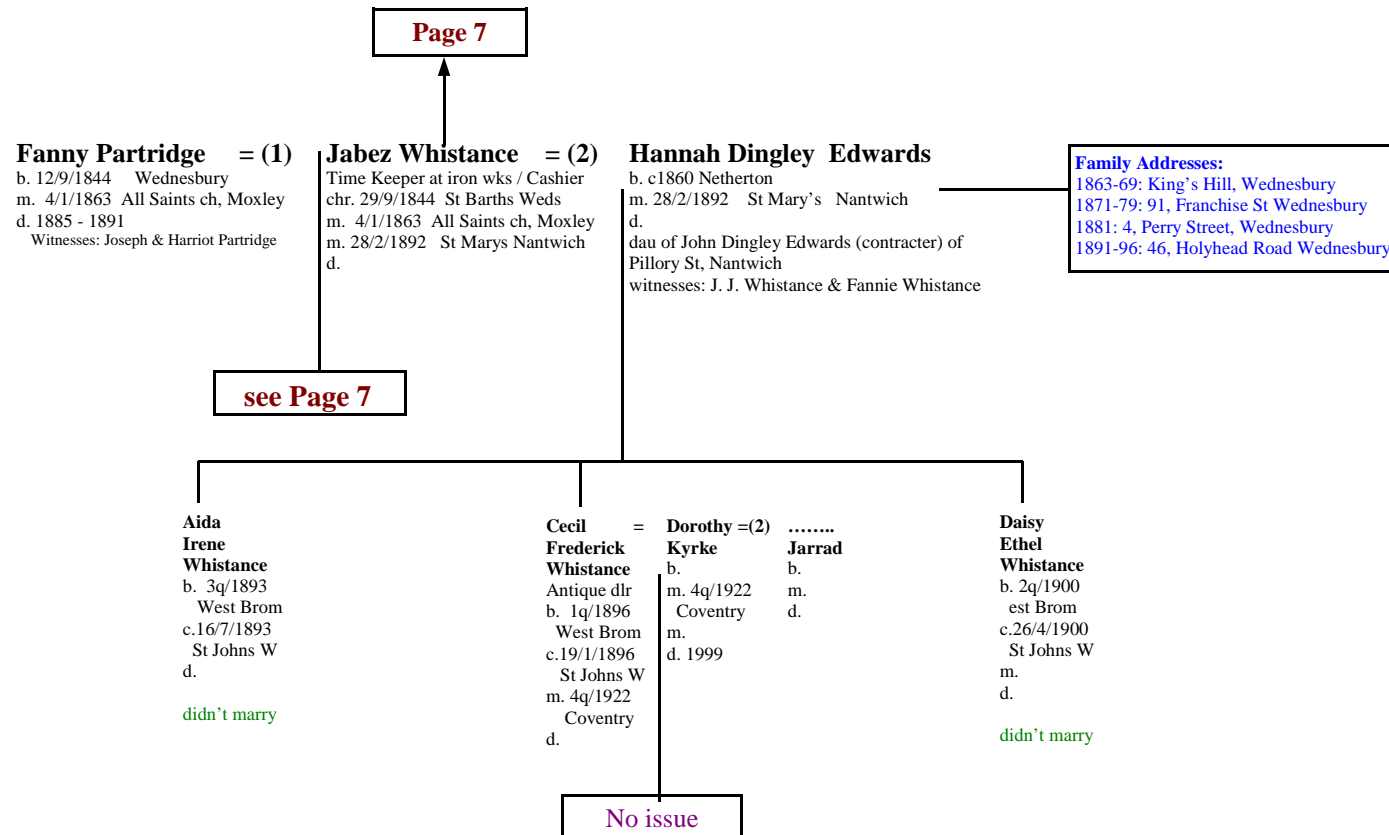 Page 7
Fanny Partridge = (1)
b. 12/9/1844 Wednesbury
m. 4/1/1863 All Saints ch, Moxley
d. 1885 - 1891
Witnesses: Joseph & Harriot Partridge
Jabez Whistance = (2)
Time Keeper at iron wks / Cashier
chr. 29/9/1844 St Barths Weds
m. 4/1/1863 All Saints ch, Moxley
m. 28/2/1892 St Marys Nantwich
d.
Hannah Dingley Edwards
b. c1860 Netherton
m. 28/2/1892 St Mary's Nantwich
d.
dau of John Dingley Edwards (contracter) of
Pillory St, Nantwich
witnesses: J. J. Whistance & Fannie Whistance
Family Addresses:
1863-69: King's Hill, Wednesbury
1871-79: 91, Franchise St Wednesbury
1881: 4, Perry Street, Wednesbury
1891-96: 46, Holyhead Road Wednesbury
see Page 7
Aida
Irene
Whistance
b. 3q/1893
West Brom
c.16/7/1893
St Johns W
d.
didn't marry
Cecil =
Frederick
Whistance
Antique dlr
b. 1q/1896
West Brom
c.19/1/1896
St Johns W
m. 4q/1922
Coventry
d.
Dorothy =(2)
Kyrke
b.
m. 4q/1922
Coventry
m.
d. 1999
……..
Jarrad
b.
m.
d.
Daisy
Ethel
Whistance
b. 2q/1900
est Brom
c.26/4/1900
St Johns W
m.
d.
didn't marry
No issue